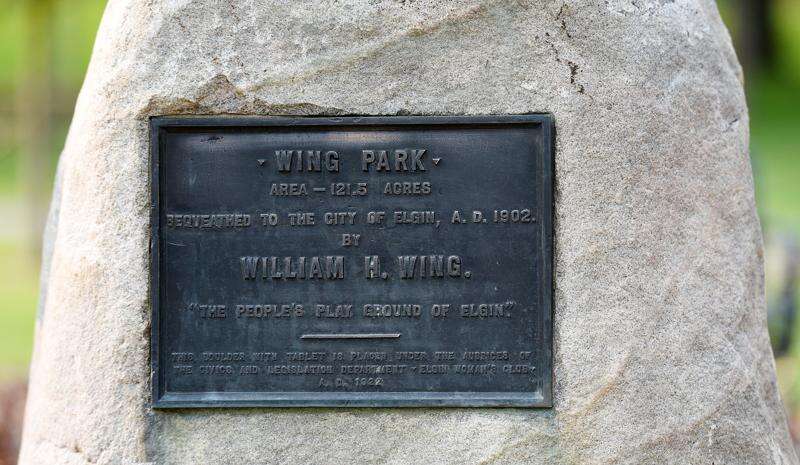 WING PARK
AREA – 121.5 ACRES
BEQUEATHED TO THE CITY OF ELGIN, A. D. 1902.
BY
WILLIAM H. WING.
"THE PEOPLE'S PLAY GROUND OF ELGIN."
THIS BOULDER WITH TABLET IS PLACED UNDER THE AUSPICES OF
THE CIVICS AND LEGISLATION DEPARTMENT - ELGIN WOMAN'S CLUB -
A. D. 1922